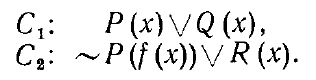 C₁: P(x)∨Q(x),
C₂: ~P(f(x))∨R(x).